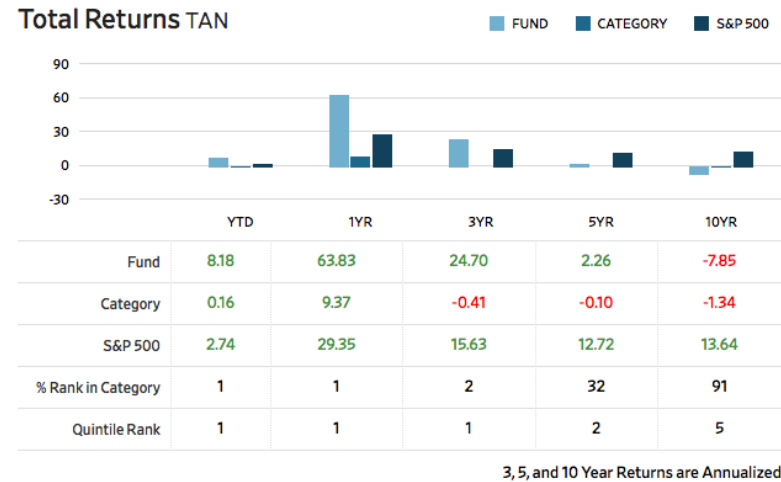 Total Returns TAN
FUND CATEGORY S&P 500
90
60
30
0
-30
YTD 1YR 3YR 5YR 10YR
Fund 8.18 63.83 24.70 2.26 -7.85
Category 0.16 9.37 -0.41 -0.10 -1.34
S&P 500 2.74 29.35 15.63 12.72 13.64
% Rank in Category 1 1 2 32 91
Quintile Rank 1 1 1 2 5
3, 5, and 10 Year Returns are Annualized